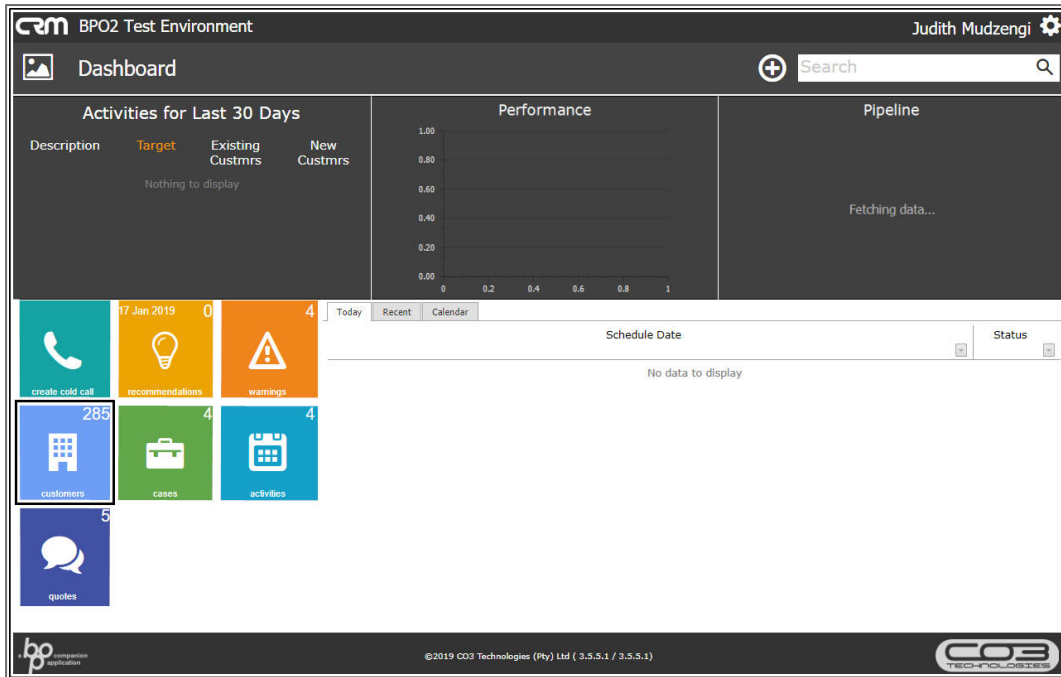 CRM BPO2 Test Environment
Judith Mudzengi
Dashboard
Search
Activities for Last 30 Days
Description Target Existing Custmrs New Custmrs
Nothing to display
Performance
1.00
0.80
0.60
0.40
0.20
0.00
0 0.2 0.4 0.6 0.8 1
Pipeline
Fetching data...
create cold call
17 Jan 2019 0
recommendations
4
warnings
285
customers
4
cases
4
activities
5
quotes
Today Recent Calendar
Schedule Date Status
No data to display
a bpo companion
application
©2019 CO3 Technologies (Pty) Ltd ( 3.5.5.1 / 3.5.5.1)
CO3
TECHNOLOGIES